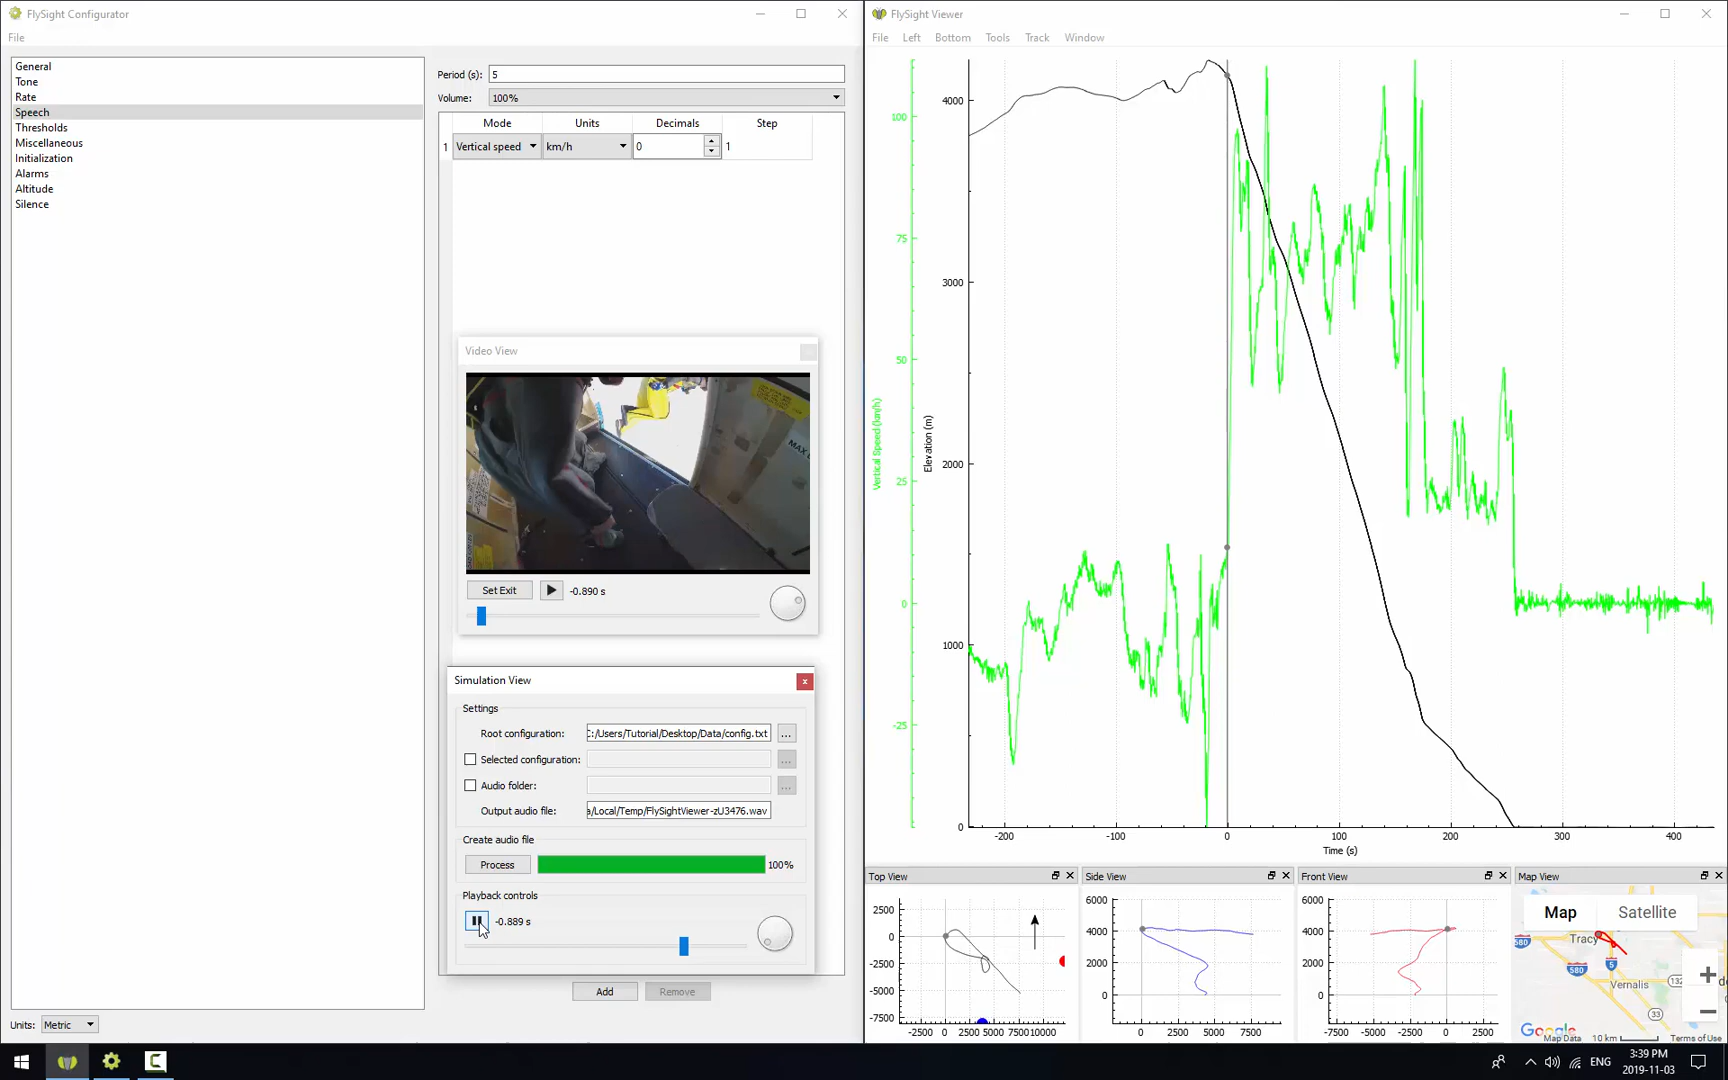 FlySight Configurator
File
General
Tone
Rate
Speech
Thresholds
Miscellaneous
Initialization
Alarms
Altitude
Silence
Period (s): 5
Volume: 100%
Mode Units Decimals Step
1 Vertical speed km/h 0 1
Video View
Set Exit -0.890 s
Simulation View x
Settings
Root configuration: C:/Users/Tutorial/Desktop/Data/config.txt ...
Selected configuration: ...
Audio folder: ...
Output audio file: a/Local/Temp/FlySightViewer-zU3476.wav
Create audio file
Process 100%
Playback controls
-0.889 s
Add Remove
Units: Metric
FlySight Viewer
File Left Bottom Tools Track Window
Vertical Speed (km/h)
100
75
50
25
0
-25
Elevation (m)
4000
3000
2000
1000
0
-200 -100 0 100 200 300 400
Time (s)
Top View
2500
0
-2500
-5000
-7500
0 2500 5000 7500 10000
Side View
6000
4000
2000
0
0 2500 5000 7500
Front View
6000
4000
2000
0
-7500 -5000 -2500 0 2500
Map View
Map Satellite
Tracy
580
5
580
132
Vernalis
33
Google
Map Data 10 km Terms of Use
ENG
3:39 PM
2019-11-03